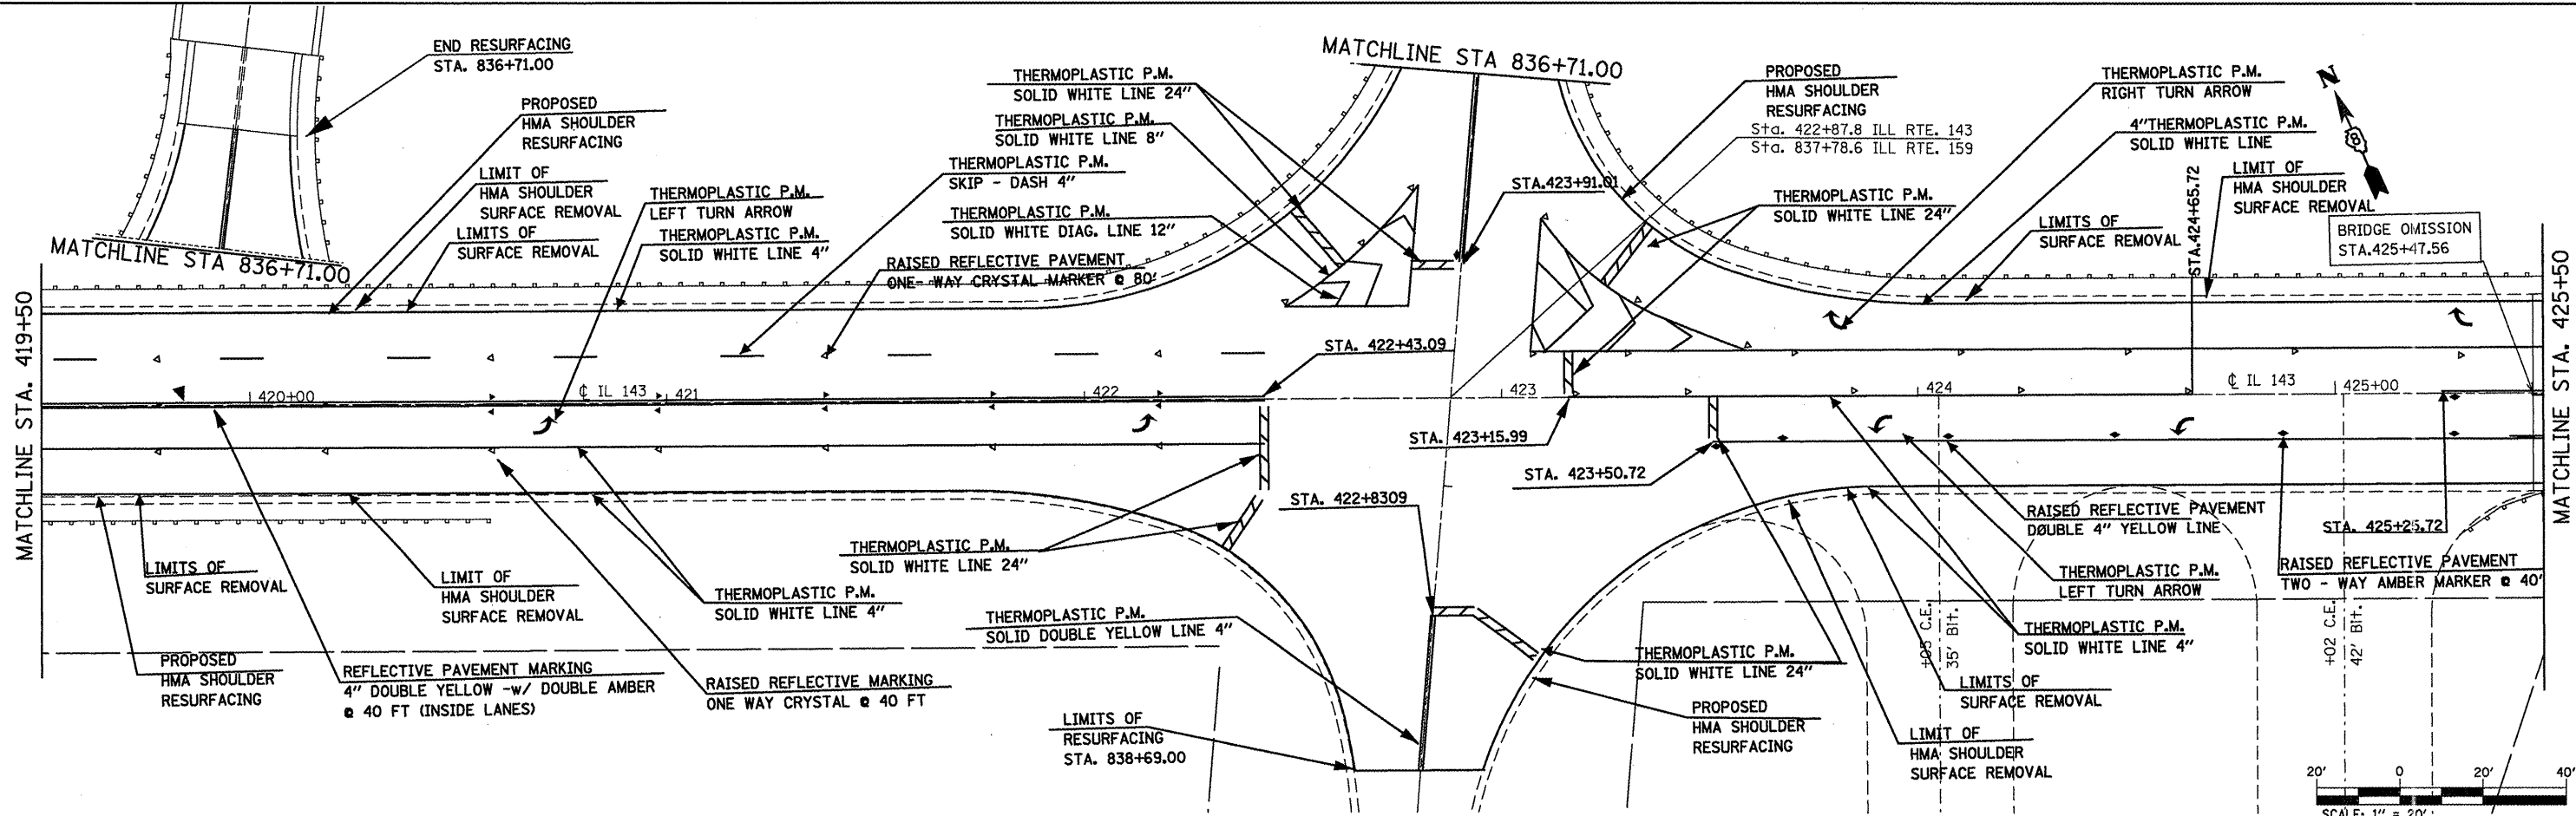 END RESURFACING
STA. 836+71.00
MATCHLINE STA 836+71.00
PROPOSED
HMA SHOULDER
RESURFACING
LIMIT OF
HMA SHOULDER
SURFACE REMOVAL
LIMITS OF
SURFACE REMOVAL
THERMOPLASTIC P.M.
LEFT TURN ARROW
THERMOPLASTIC P.M.
SOLID WHITE LINE 4"
THERMOPLASTIC P.M.
SOLID WHITE LINE 24"
THERMOPLASTIC P.M.
SOLID WHITE LINE 8"
THERMOPLASTIC P.M.
SKIP - DASH 4"
THERMOPLASTIC P.M.
SOLID WHITE DIAG. LINE 12"
RAISED REFLECTIVE PAVEMENT
ONE- WAY CRYSTAL MARKER @ 80'
MATCHLINE STA 836+71.00
STA.423+91.01
PROPOSED
HMA SHOULDER
RESURFACING
Sta. 422+87.8 ILL RTE. 143
Sta. 837+78.6 ILL RTE. 159
THERMOPLASTIC P.M.
SOLID WHITE LINE 24"
THERMOPLASTIC P.M.
RIGHT TURN ARROW
4"THERMOPLASTIC P.M.
SOLID WHITE LINE
LIMITS OF
SURFACE REMOVAL
STA.424+65.72
LIMIT OF
HMA SHOULDER
SURFACE REMOVAL
N
BRIDGE OMISSION
STA.425+47.56
MATCHLINE STA. 419+50
420+00
℄ IL 143
421
422
STA. 422+43.09
423
424
℄ IL 143
425+00
MATCHLINE STA. 425+50
STA. 423+15.99
STA. 423+50.72
STA. 422+8309
LIMITS OF
SURFACE REMOVAL
LIMIT OF
HMA SHOULDER
SURFACE REMOVAL
THERMOPLASTIC P.M.
SOLID WHITE LINE 4"
THERMOPLASTIC P.M.
SOLID WHITE LINE 24"
THERMOPLASTIC P.M.
SOLID DOUBLE YELLOW LINE 4"
PROPOSED
HMA SHOULDER
RESURFACING
REFLECTIVE PAVEMENT MARKING
4" DOUBLE YELLOW -w/ DOUBLE AMBER
@ 40 FT (INSIDE LANES)
RAISED REFLECTIVE MARKING
ONE WAY CRYSTAL @ 40 FT
LIMITS OF
RESURFACING
STA. 838+69.00
THERMOPLASTIC P.M.
SOLID WHITE LINE 24"
PROPOSED
HMA SHOULDER
RESURFACING
RAISED REFLECTIVE PAVEMENT
DOUBLE 4" YELLOW LINE
THERMOPLASTIC P.M.
LEFT TURN ARROW
THERMOPLASTIC P.M.
SOLID WHITE LINE 4"
LIMITS OF
SURFACE REMOVAL
LIMIT OF
HMA SHOULDER
SURFACE REMOVAL
STA. 425+25.72
RAISED REFLECTIVE PAVEMENT
TWO - WAY AMBER MARKER @ 40'
C.E.
35' Bit.
+02 C.E.
42' Bit.
20' 0 20' 40'
SCALE: 1" = 20'